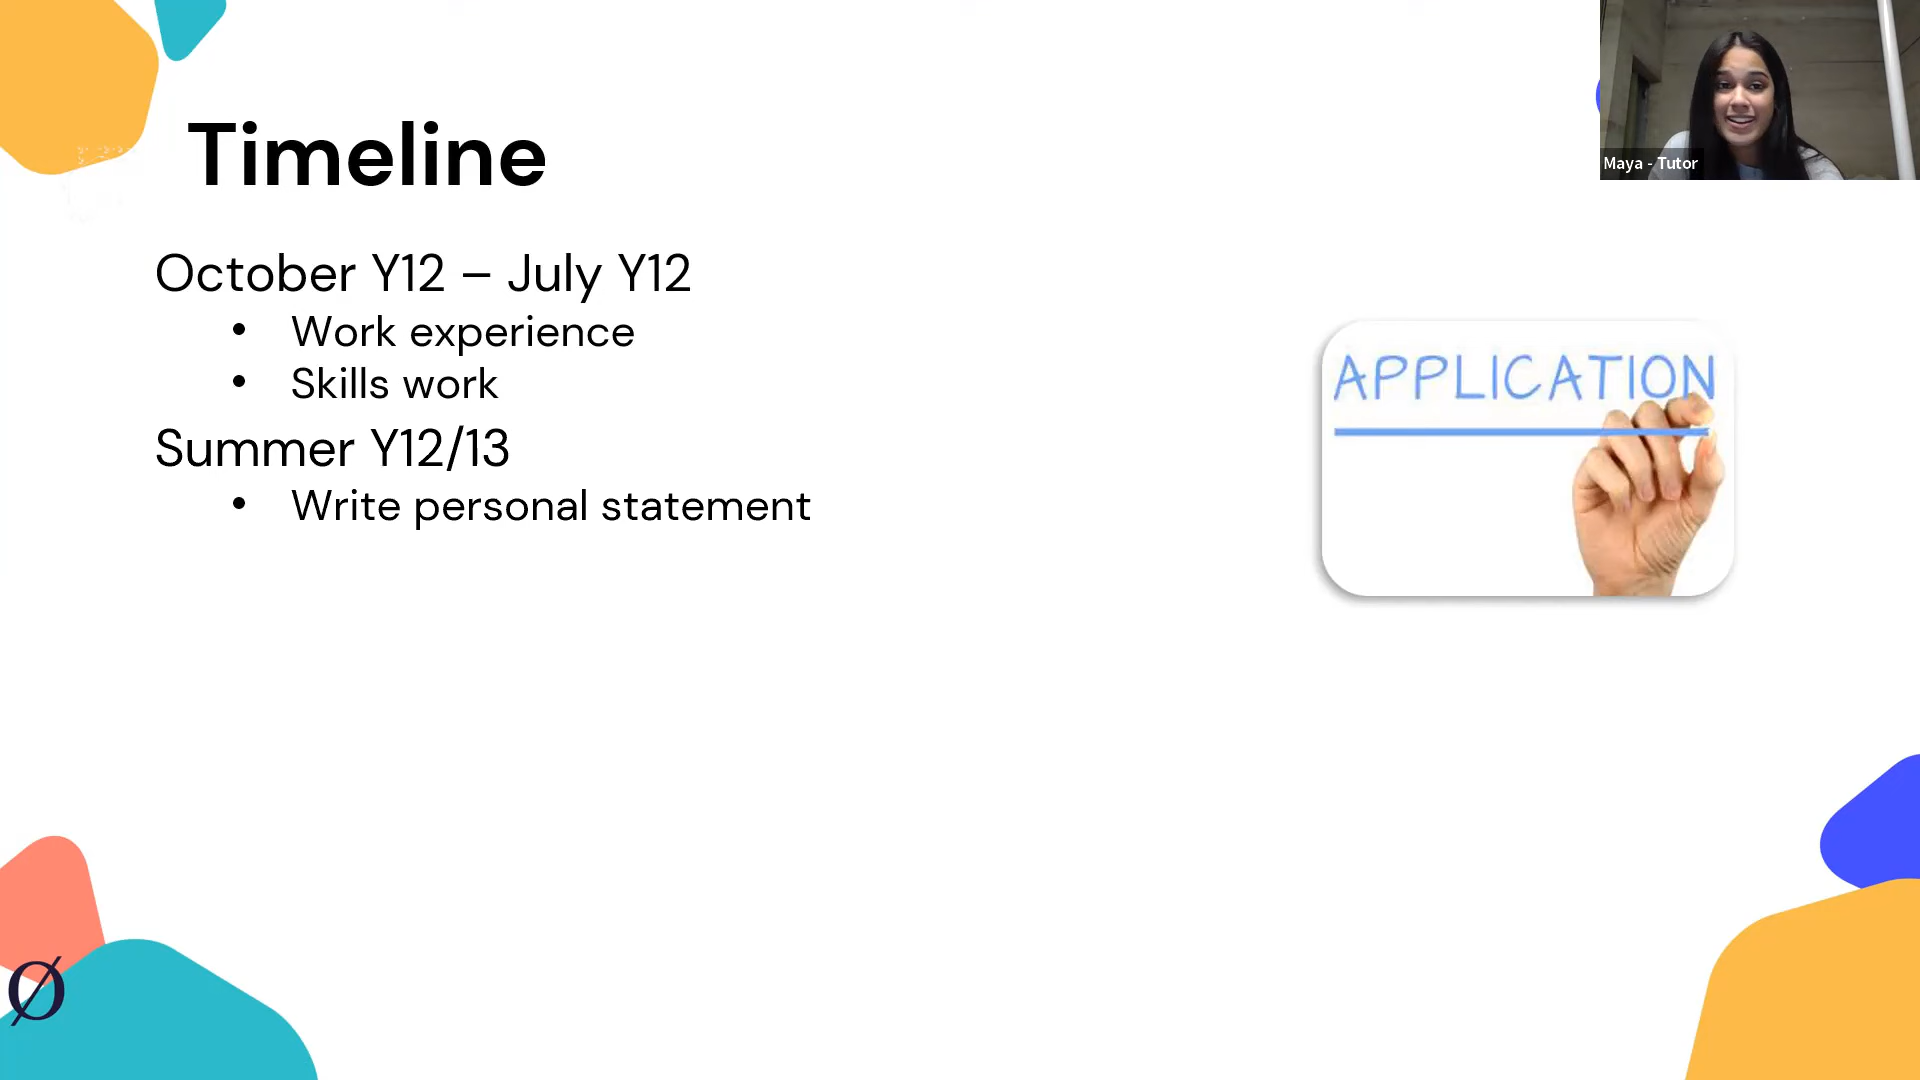 Timeline
Maya - Tutor
October Y12 – July Y12
• Work experience
• Skills work
Summer Y12/13
• Write personal statement
APPLICATION
Ø